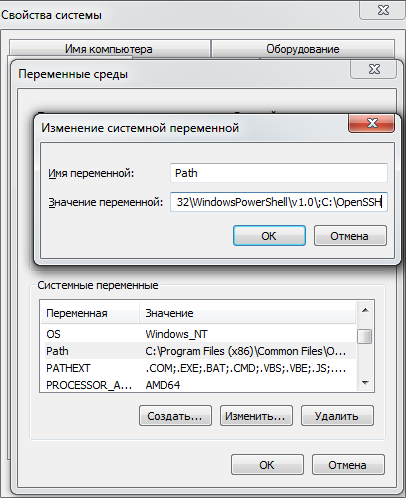 Свойства системы
Имя компьютера Оборудование
Переменные среды
Изменение системной переменной
Имя переменной: Path
Значение переменной: 32\WindowsPowerShell\v1.0\;C:\OpenSSH
ОК Отмена
Системные переменные
Переменная Значение
OS Windows_NT
Path C:\Program Files (x86)\Common Files\O...
PATHEXT .COM;.EXE;.BAT;.CMD;.VBS;.VBE;.JS;....
PROCESSOR_A... AMD64
Создать... Изменить... Удалить
ОК Отмена